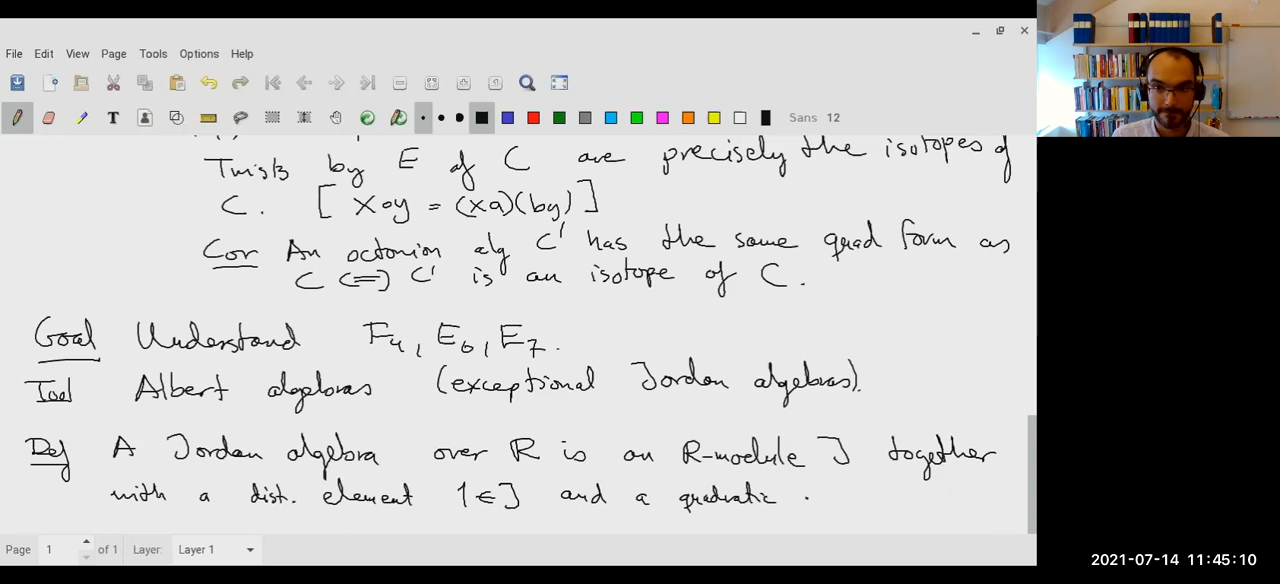 File Edit View Page Tools Options Help
Sans 12
Twists by E of C are precisely the isotopes of
C. [ x∘y = (xa)(by) ]
Cor An octonion alg C' has the same quad form as
C ⟺ C' is an isotope of C.
Goal Understand F₄, E₆, E₇.
Tool Albert algebras (exceptional Jordan algebras).
Def A Jordan algebra over R is an R-module J together
with a dist. element 1 ∈ J and a quadratic
Page 1 of 1 Layer: Layer 1
2021-07-14 11:45:10